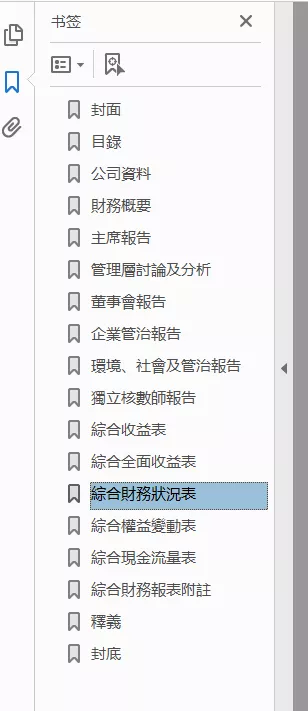 书签
封面
目錄
公司資料
財務概要
主席報告
管理層討論及分析
董事會報告
企業管治報告
環境、社會及管治報告
獨立核數師報告
綜合收益表
綜合全面收益表
綜合財務狀況表
綜合權益變動表
綜合現金流量表
綜合財務報表附註
釋義
封底